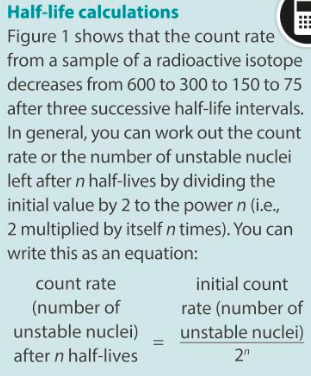 Half-life calculations
Figure 1 shows that the count rate
from a sample of a radioactive isotope
decreases from 600 to 300 to 150 to 75
after three successive half-life intervals.
In general, you can work out the count
rate or the number of unstable nuclei
left after n half-lives by dividing the
initial value by 2 to the power n (i.e.,
2 multiplied by itself n times). You can
write this as an equation:
count rate (number of unstable nuclei) after n half-lives = initial count rate (number of unstable nuclei) / 2ⁿ